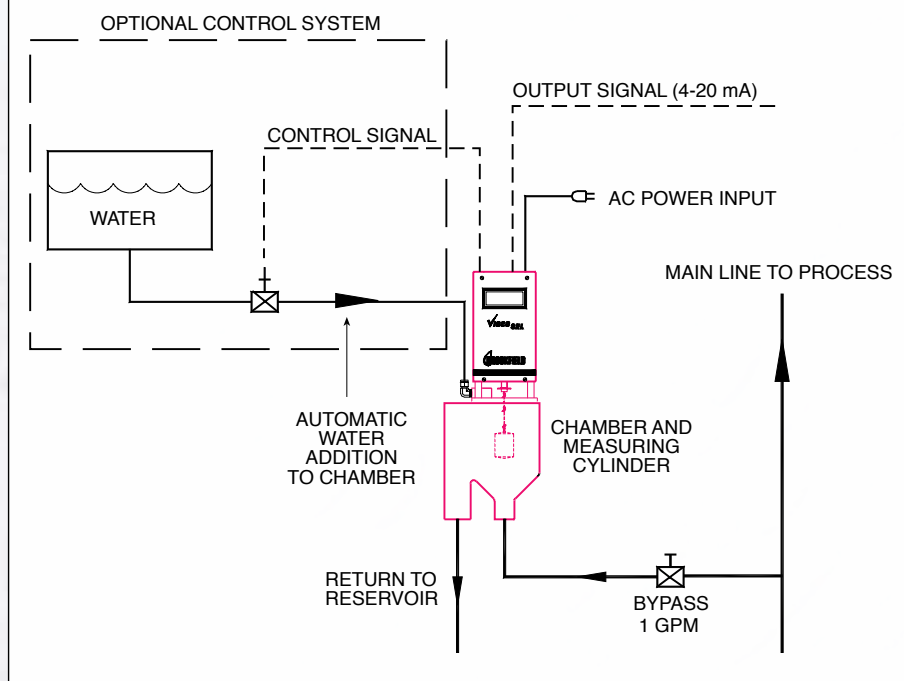 OPTIONAL CONTROL SYSTEM
OUTPUT SIGNAL (4-20 mA)
CONTROL SIGNAL
AC POWER INPUT
WATER
MAIN LINE TO PROCESS
BROOKFIELD
AUTOMATIC
WATER
ADDITION
TO CHAMBER
CHAMBER AND
MEASURING
CYLINDER
RETURN TO
RESERVOIR
BYPASS
1 GPM